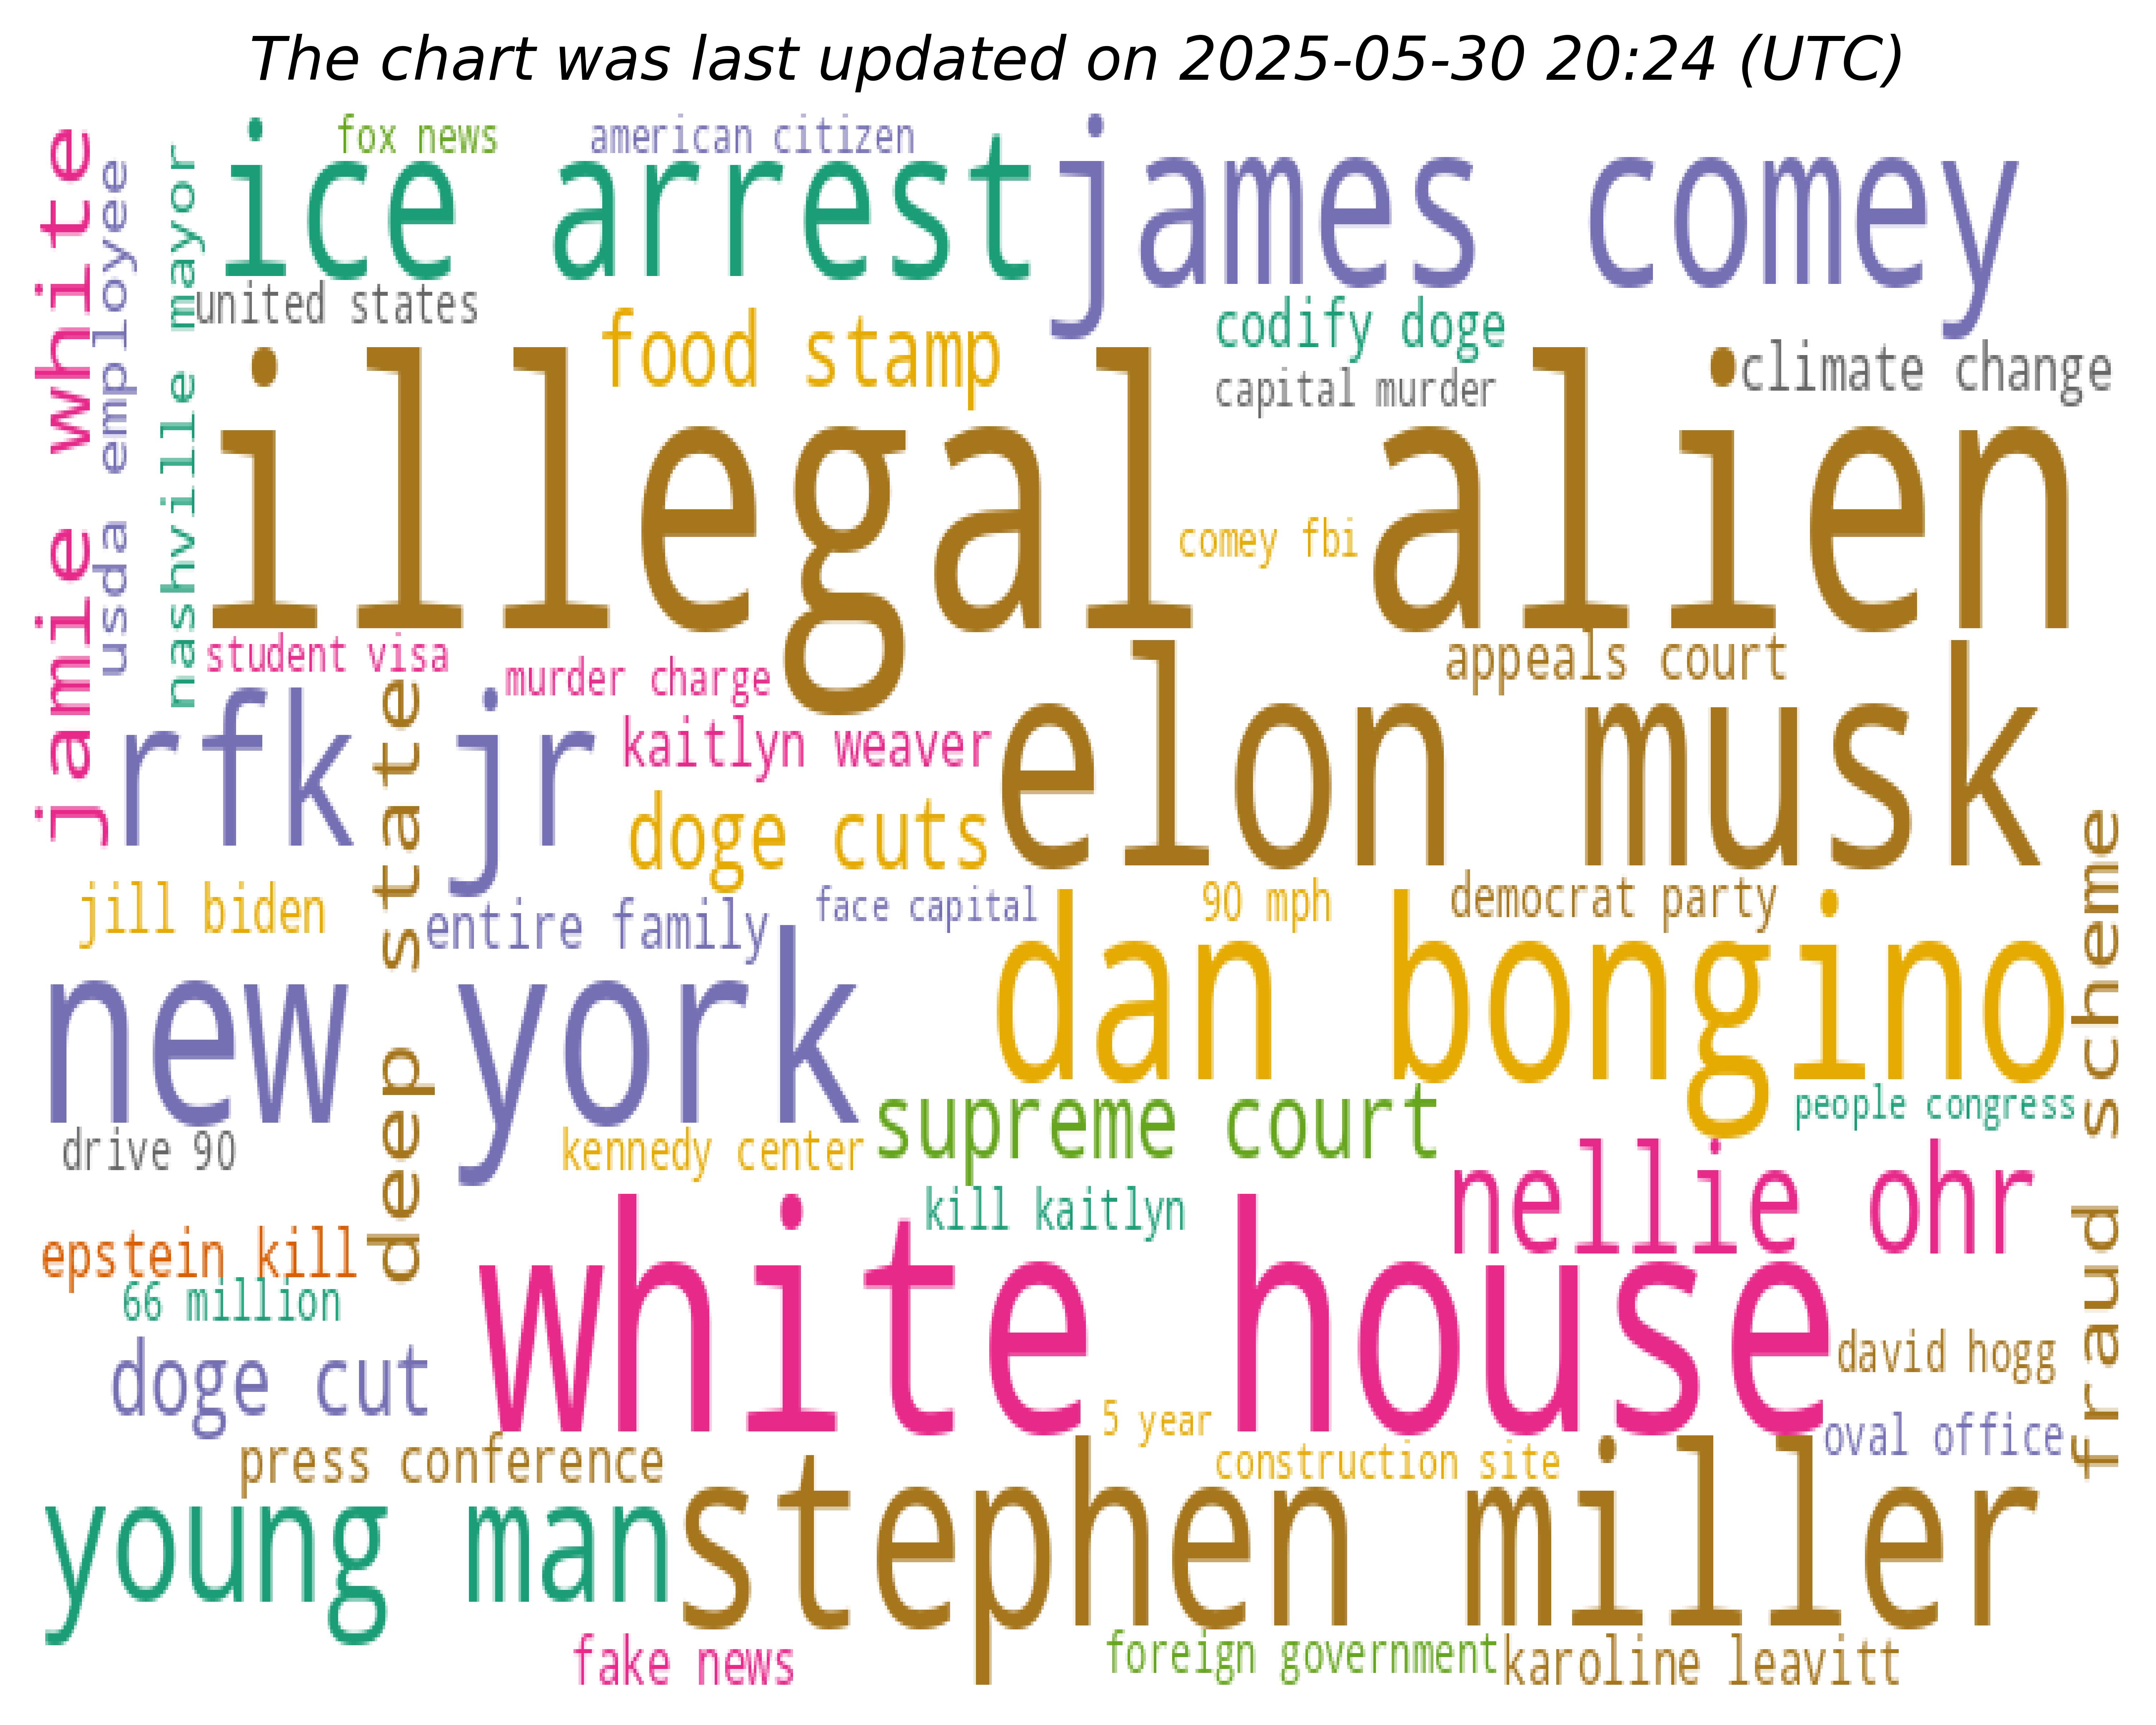 The chart was last updated on 2025-05-30 20:24 (UTC)
fox news
american citizen
ice arrest
james comey
jamie white
usda employee
nashville mayor
united states
food stamp
codify doge
capital murder
climate change
illegal alien
comey fbi
student visa
murder charge
appeals court
rfk jr
kaitlyn weaver
elon musk
deep state
doge cuts
jill biden
entire family
face capital
90 mph
democrat party
fraud scheme
new york
dan bongino
people congress
drive 90
kennedy center
supreme court
nellie ohr
kill kaitlyn
epstein kill
66 million
white house
doge cut
david hogg
5 year
oval office
press conference
construction site
young man
stephen miller
fake news
foreign government
karoline leavitt